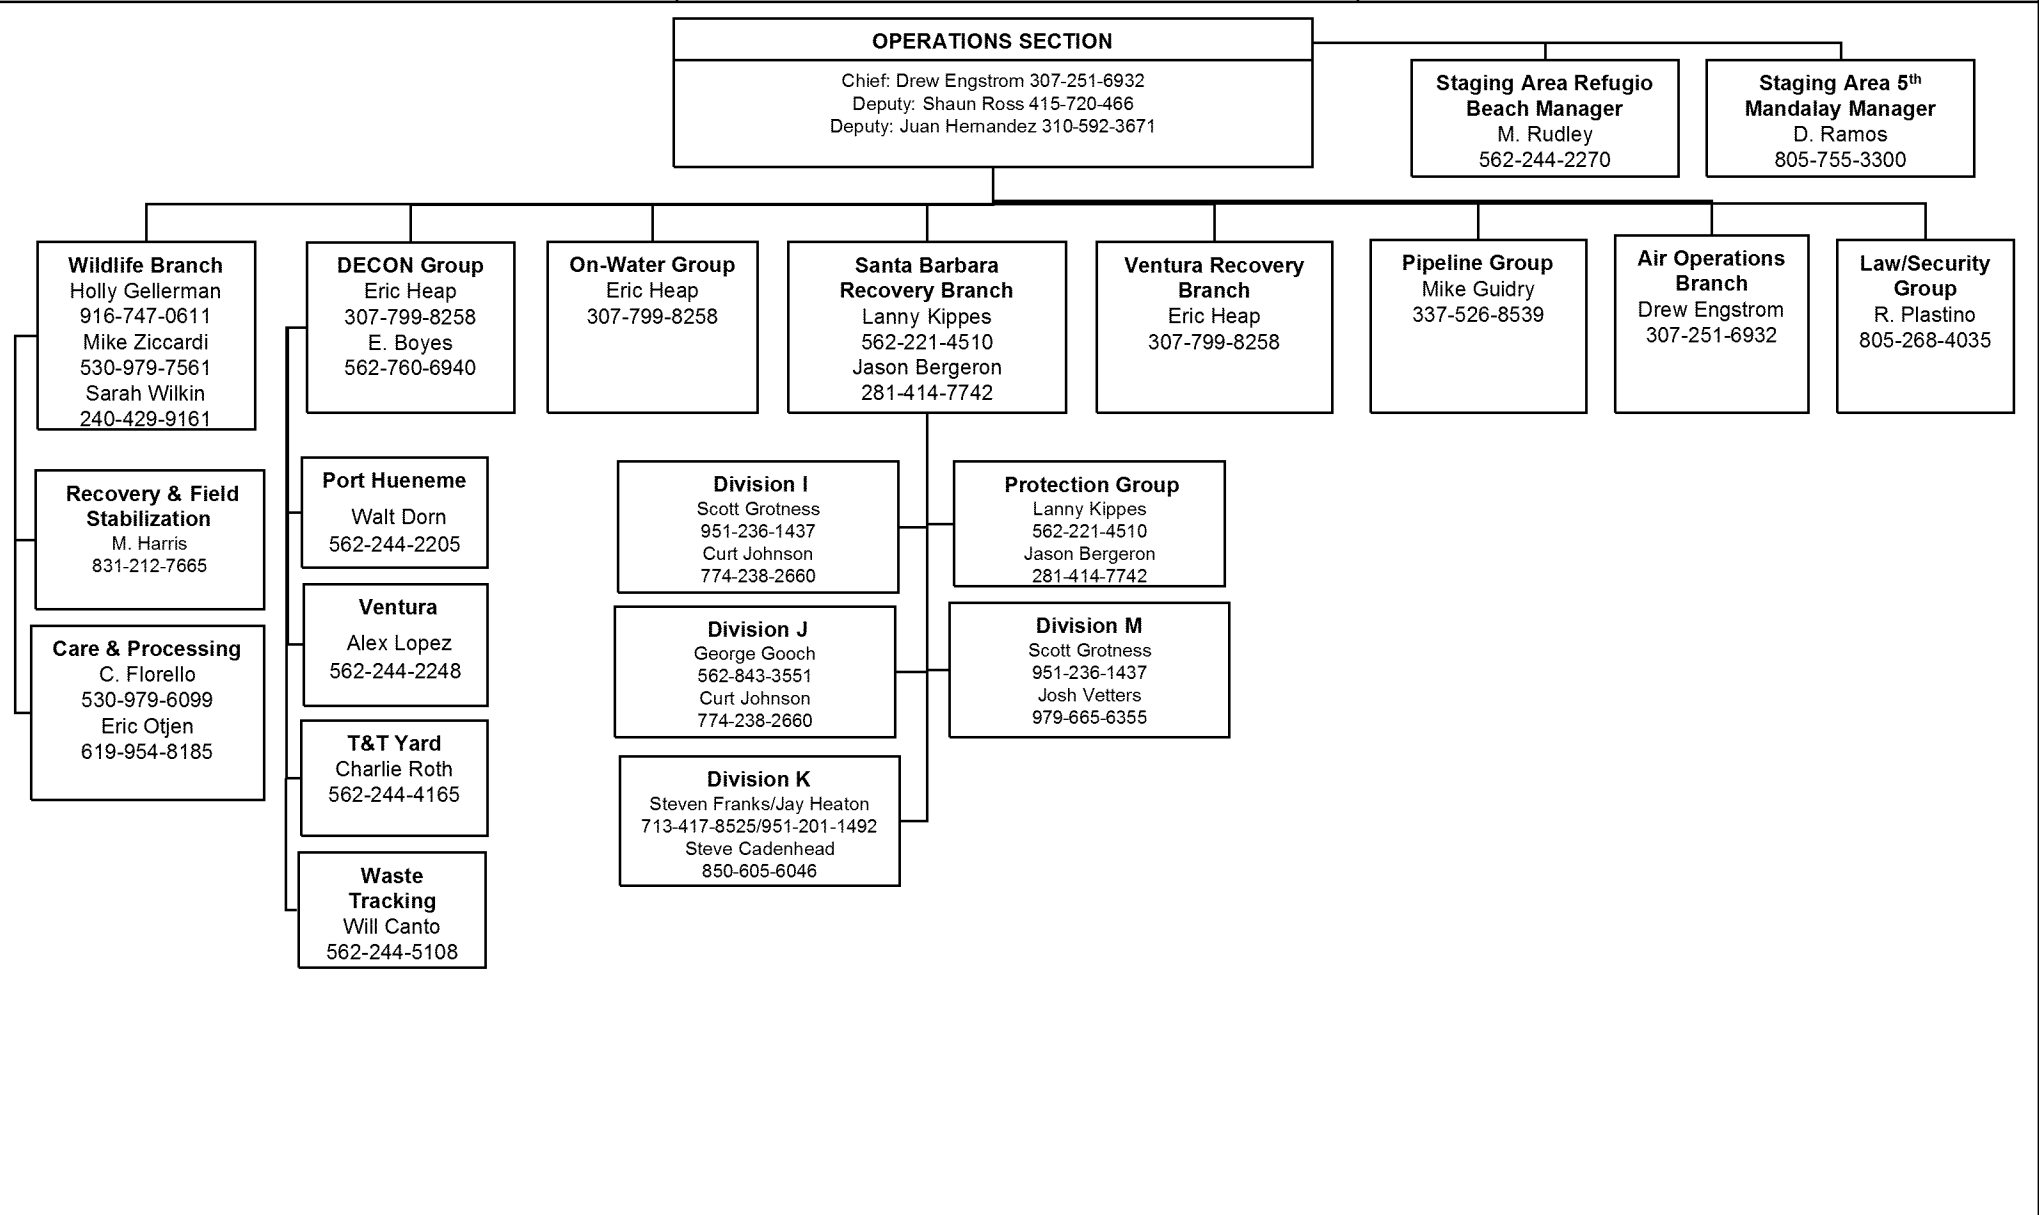 OPERATIONS SECTION
Chief: Drew Engstrom 307-251-6932
Deputy: Shaun Ross 415-720-466
Deputy: Juan Hernandez 310-592-3671
Staging Area Refugio
Beach Manager
M. Rudley
562-244-2270
Staging Area 5th
Mandalay Manager
D. Ramos
805-755-3300
Wildlife Branch
Holly Gellerman
916-747-0611
Mike Ziccardi
530-979-7561
Sarah Wilkin
240-429-9161
DECON Group
Eric Heap
307-799-8258
E. Boyes
562-760-6940
On-Water Group
Eric Heap
307-799-8258
Santa Barbara
Recovery Branch
Lanny Kippes
562-221-4510
Jason Bergeron
281-414-7742
Ventura Recovery
Branch
Eric Heap
307-799-8258
Pipeline Group
Mike Guidry
337-526-8539
Air Operations
Branch
Drew Engstrom
307-251-6932
Law/Security
Group
R. Plastino
805-268-4035
Recovery & Field
Stabilization
M. Harris
831-212-7665
Care & Processing
C. Florello
530-979-6099
Eric Otjen
619-954-8185
Port Hueneme
Walt Dorn
562-244-2205
Ventura
Alex Lopez
562-244-2248
T&T Yard
Charlie Roth
562-244-4165
Waste
Tracking
Will Canto
562-244-5108
Division I
Scott Grotness
951-236-1437
Curt Johnson
774-238-2660
Protection Group
Lanny Kippes
562-221-4510
Jason Bergeron
281-414-7742
Division J
George Gooch
562-843-3551
Curt Johnson
774-238-2660
Division M
Scott Grotness
951-236-1437
Josh Vetters
979-665-6355
Division K
Steven Franks/Jay Heaton
713-417-8525/951-201-1492
Steve Cadenhead
850-605-6046